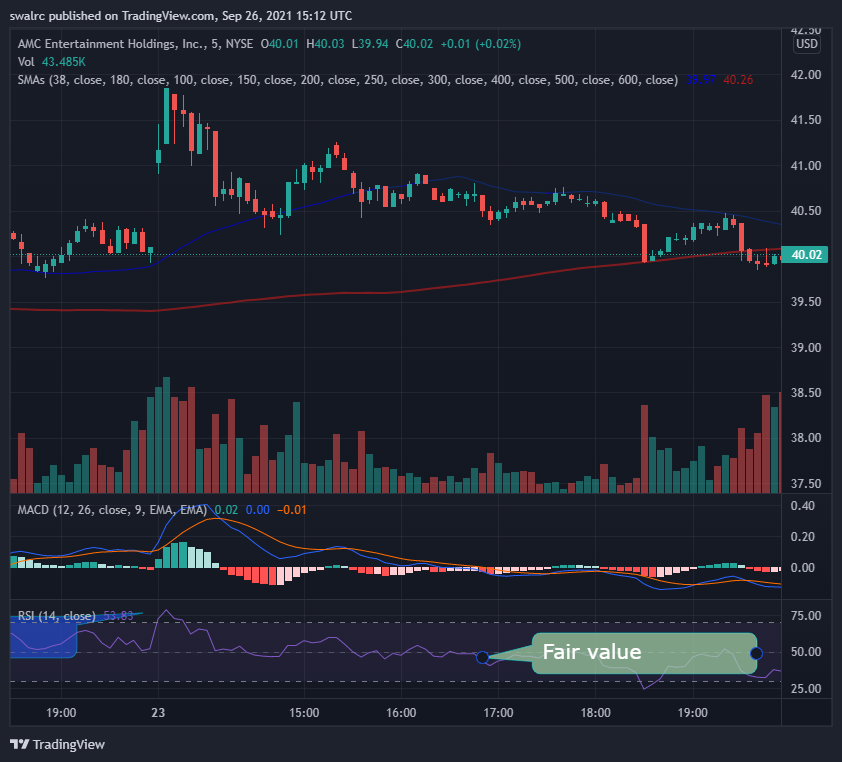 swalrc published on TradingView.com, Sep 26, 2021 15:12 UTC
AMC Entertainment Holdings, Inc., 5, NYSE O40.01 H40.03 L39.94 C40.02 +0.01 (+0.02%)
Vol 43.485K
SMAs (38, close, 180, close, 100, close, 150, close, 200, close, 250, close, 300, close, 400, close, 500, close, 600, close) 40.26
42.50
USD
42.00
41.50
41.00
40.50
40.02
39.50
39.00
38.50
38.00
37.50
MACD (12, 26, close, 9, EMA, EMA) 0.02 0.00 −0.01
0.40
0.20
0.00
RSI (14, close) 53.83
75.00
50.00
25.00
Fair value
19:00 23 15:00 16:00 17:00 18:00 19:00
TradingView